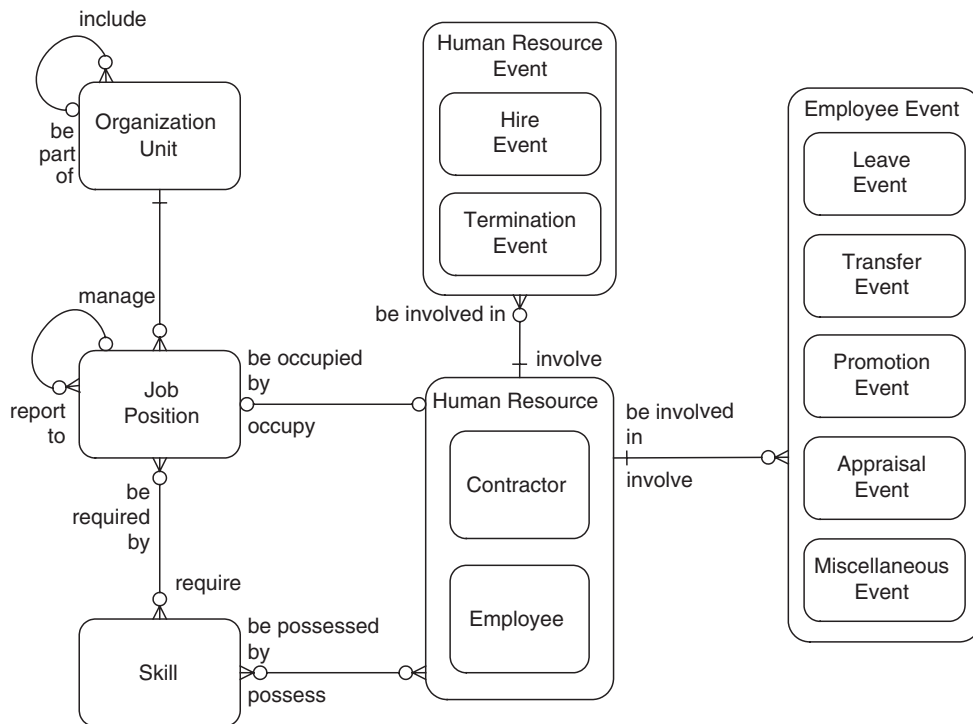 include
Organization
Unit
be
part
of
manage
Job
Position
report
to
be occupied
by
occupy
be
required
by
require
Skill
be possessed
by
possess
Human Resource
Event
Hire
Event
Termination
Event
be involved in
involve
Human Resource
Contractor
Employee
be involved
in
involve
Employee Event
Leave
Event
Transfer
Event
Promotion
Event
Appraisal
Event
Miscellaneous
Event